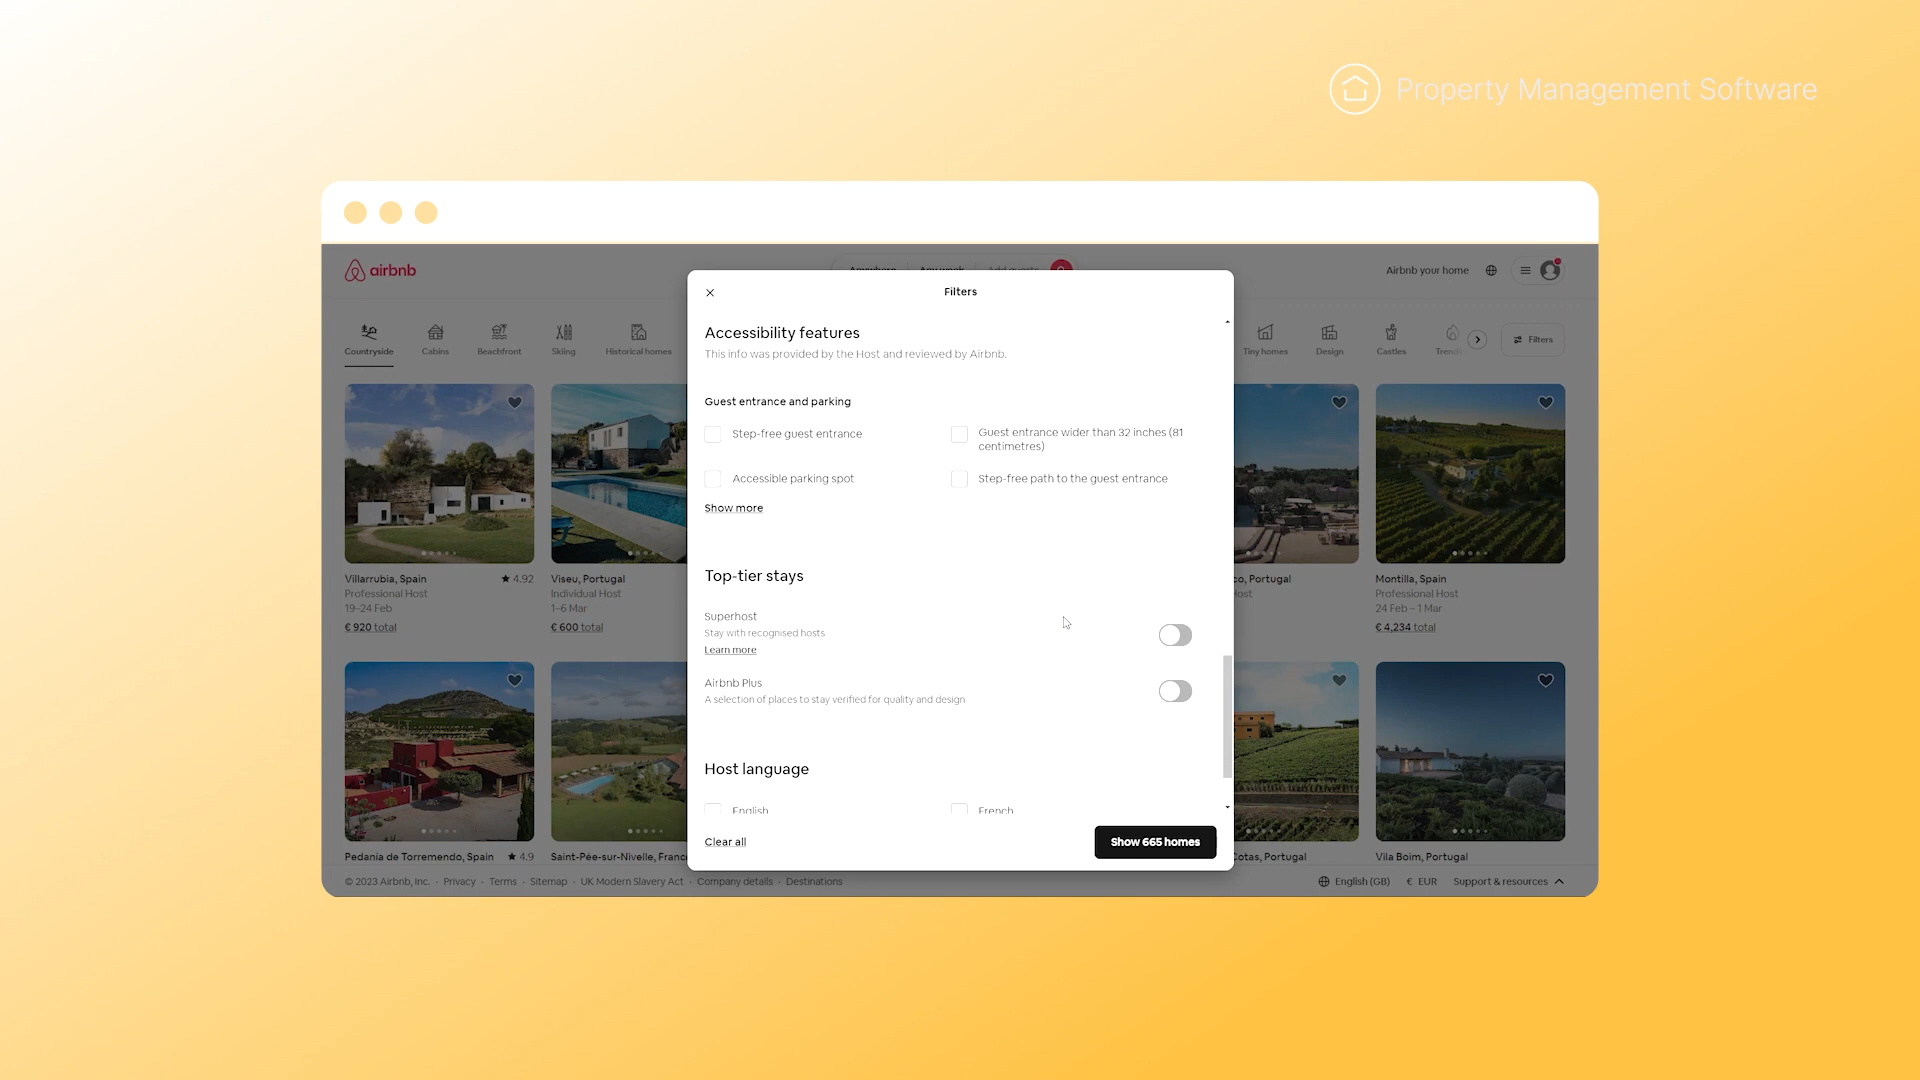 Property Management Software
airbnb
Anywhere Any week Add guests
Airbnb your home
Filters
Countryside
Cabins
Beachfront
Skiing
Historical homes
Tiny homes
Design
Castles
Filters
Accessibility features
This info was provided by the Host and reviewed by Airbnb.
Guest entrance and parking
Step-free guest entrance
Guest entrance wider than 32 inches (81
centimetres)
Accessible parking spot
Step-free path to the guest entrance
Show more
Top-tier stays
Superhost
Stay with recognised hosts
Learn more
Airbnb Plus
A selection of places to stay verified for quality and design
Host language
English
French
Clear all
Show 665 homes
Villarrubia, Spain ★ 4.92
Professional Host
19–24 Feb
€ 920 total
Viseu, Portugal
Individual Host
1–6 Mar
€ 600 total
Portugal
Montilla, Spain
Professional Host
24 Feb – 1 Mar
€ 4,234 total
Pedanía de Torremendo, Spain ★ 4.9
Saint-Pée-sur-Nivelle, Franc
Cotas, Portugal
Vila Boim, Portugal
© 2023 Airbnb, Inc. · Privacy · Terms · Sitemap · UK Modern Slavery Act · Company details · Destinations
English (GB) € EUR Support & resources